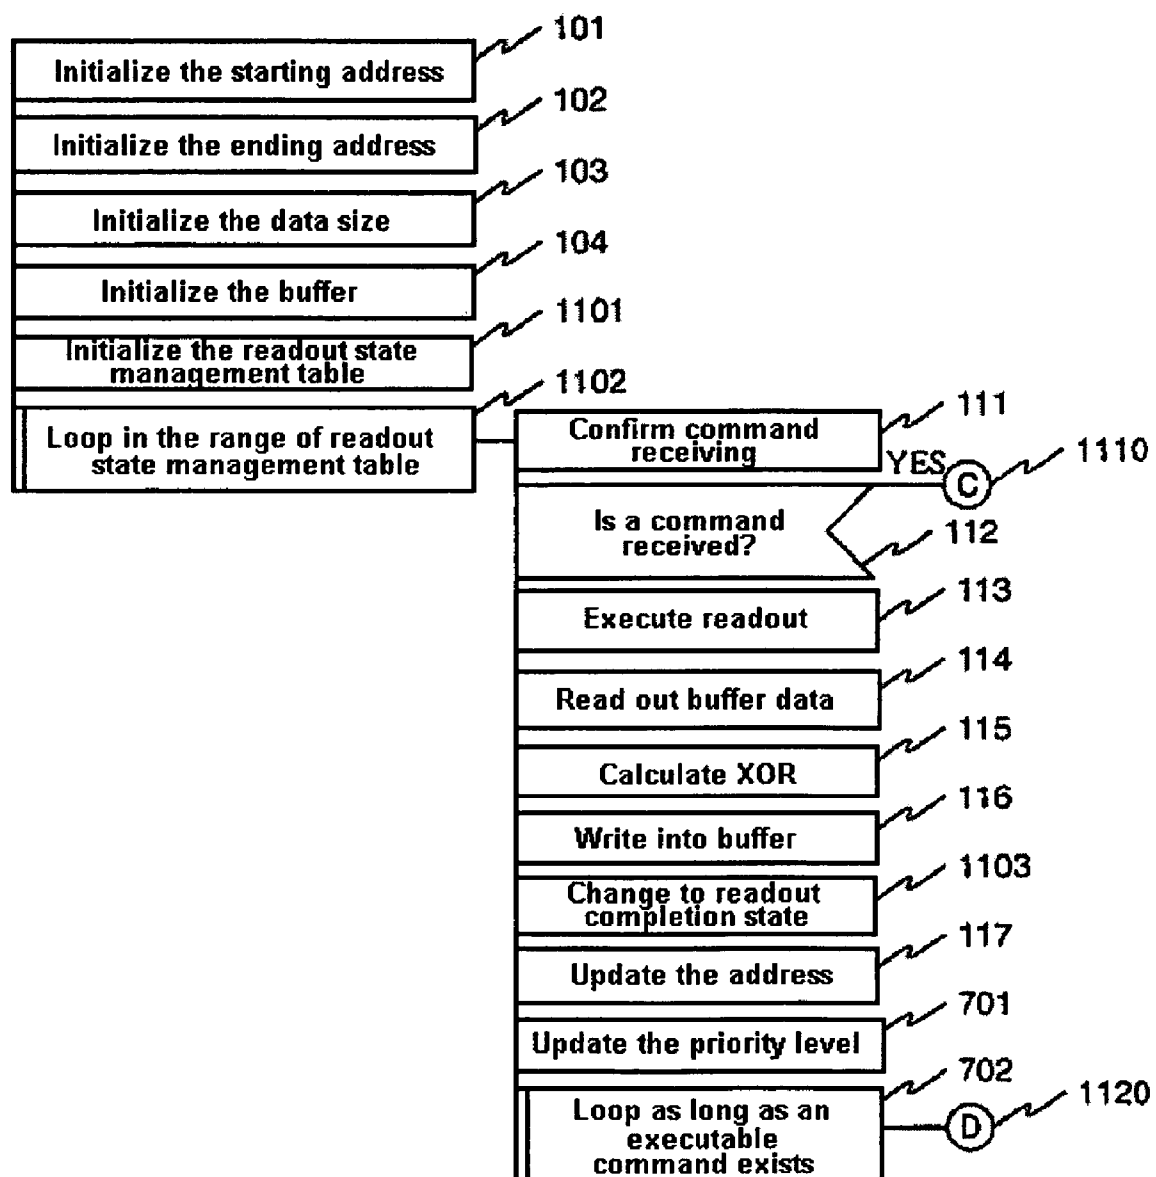 101
Initialize the starting address
102
Initialize the ending address
103
Initialize the data size
104
Initialize the buffer
1101
Initialize the readout state
management table
1102
Loop in the range of readout
state management table
111
Confirm command
receiving
YES
C
1110
Is a command
received?
112
113
Execute readout
114
Read out buffer data
115
Calculate XOR
116
Write into buffer
1103
Change to readout
completion state
117
Update the address
701
Update the priority level
702
Loop as long as an
executable
command exists
D
1120